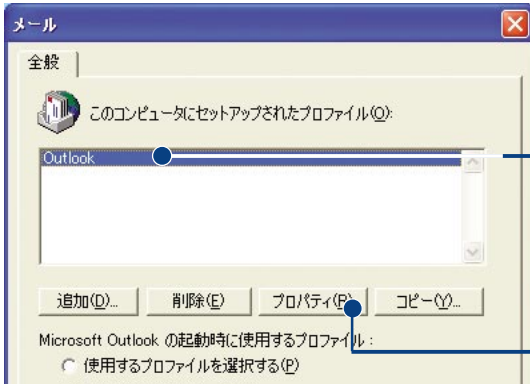 メール
全般
このコンピュータにセットアップされたプロファイル(O):
Outlook
追加(D)... 削除(E) プロパティ(R) コピー(Y)...
Microsoft Outlook の起動時に使用するプロファイル :
使用するプロファイルを選択する(P)